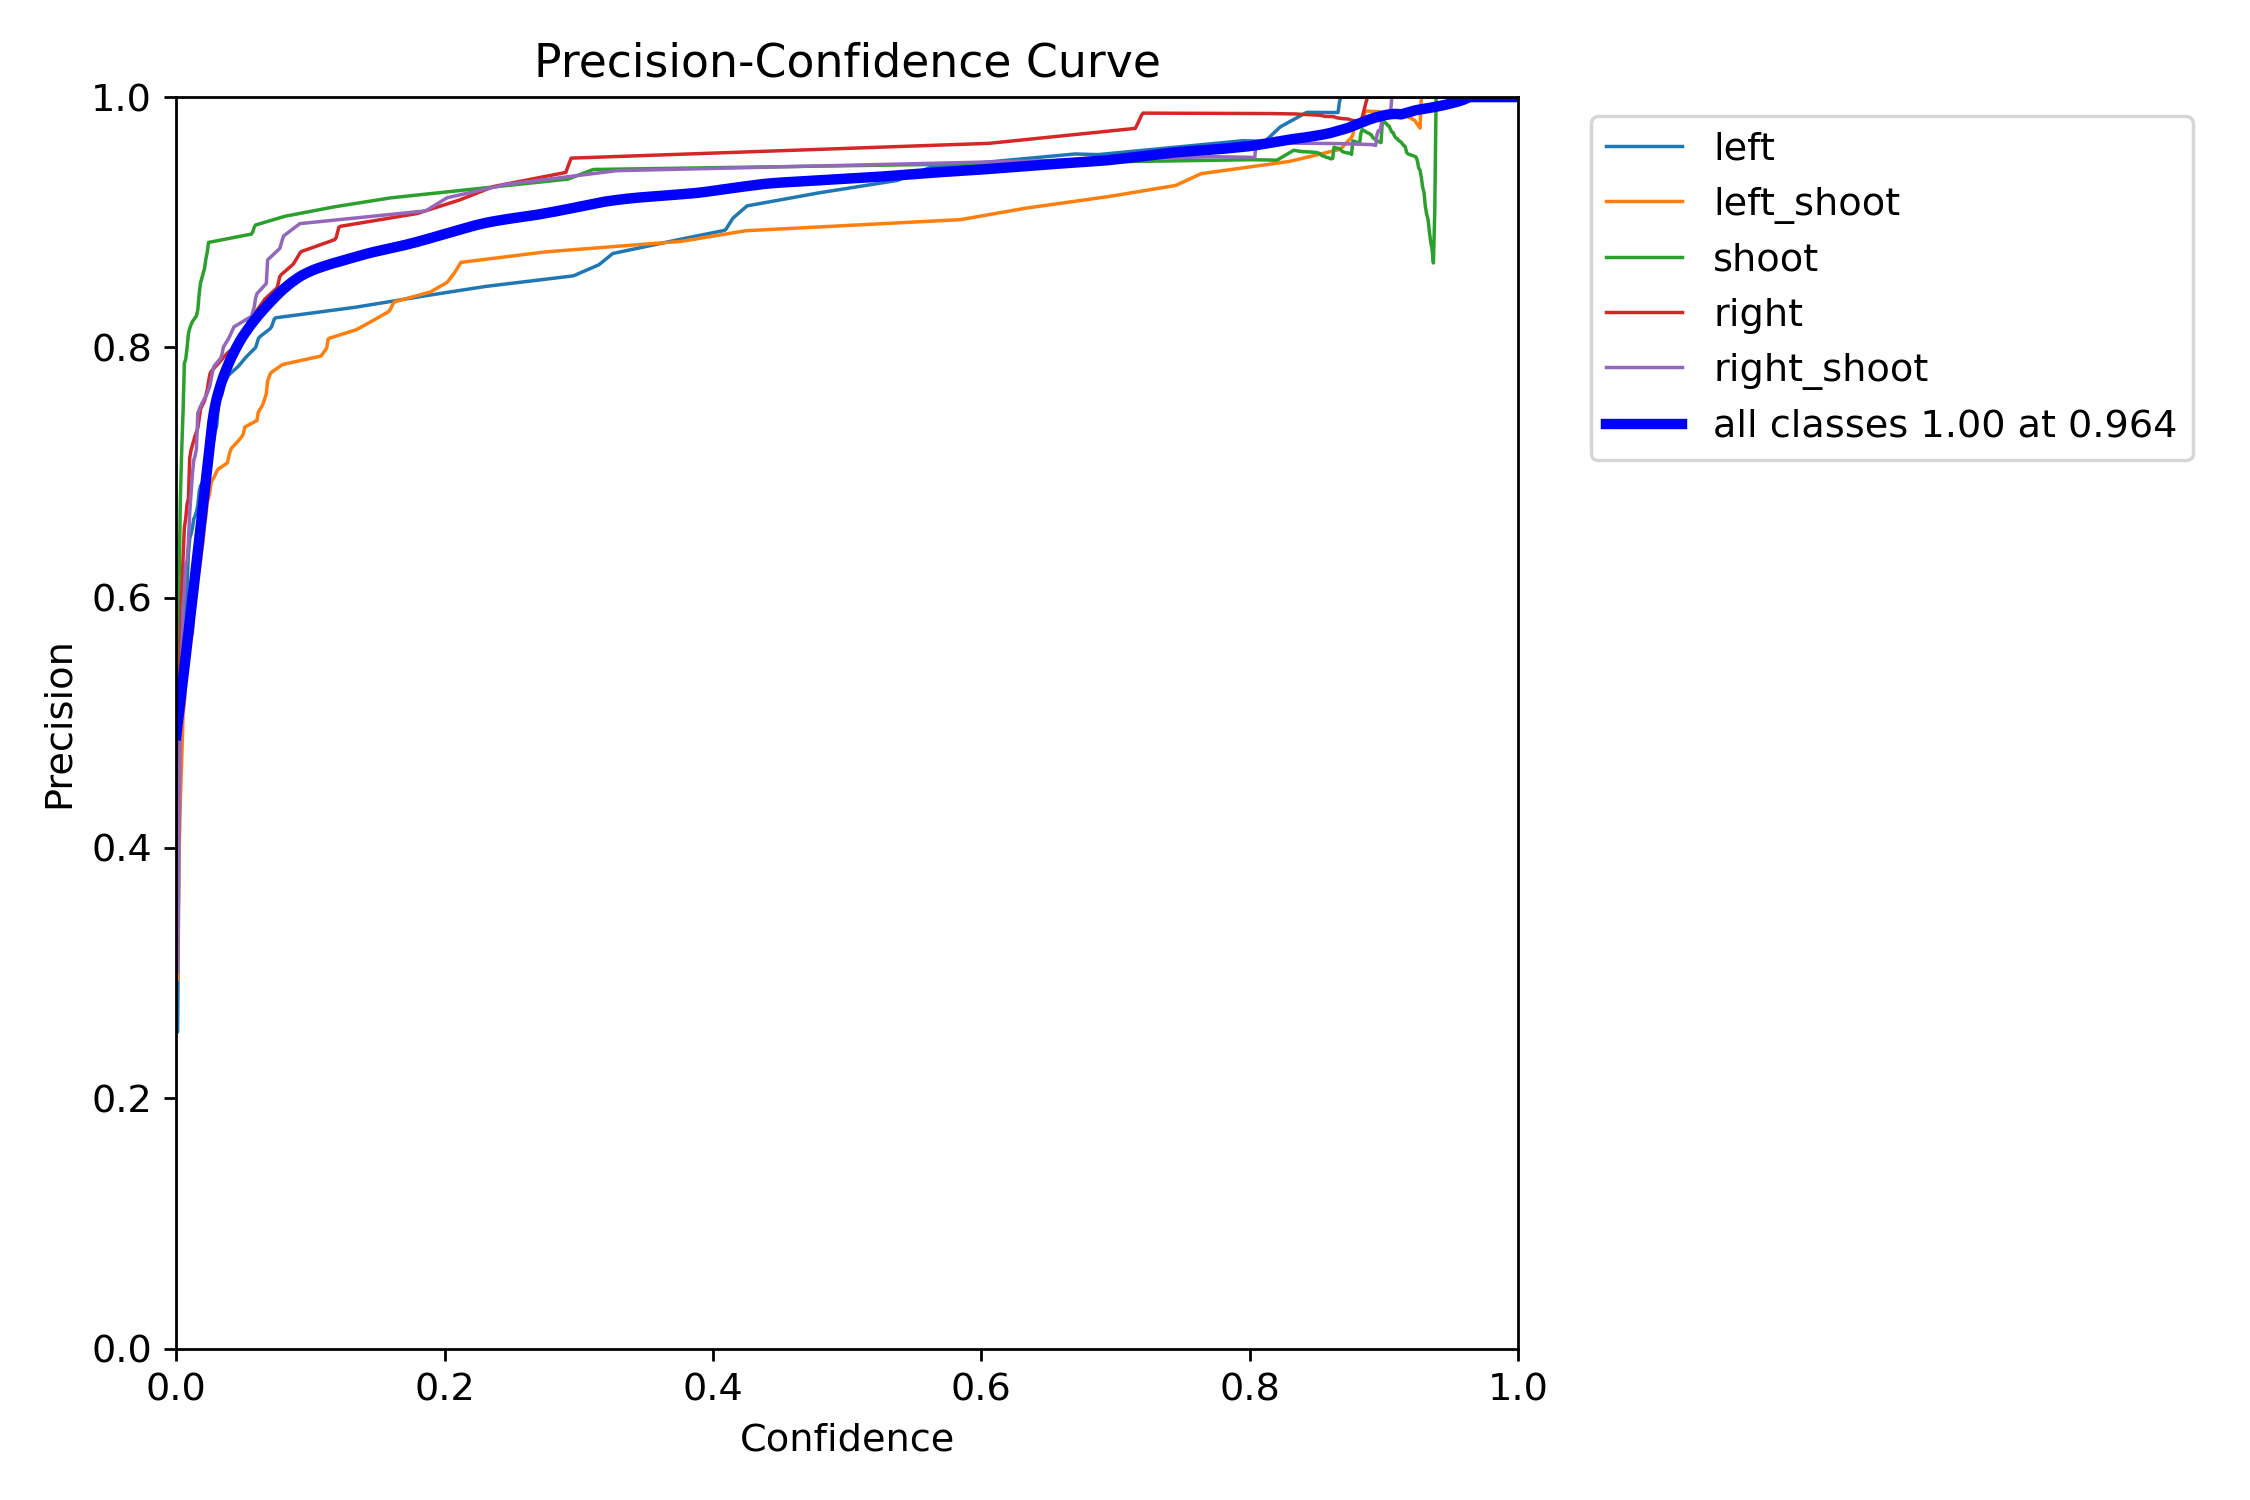 Precision-Confidence Curve
1.0
0.8
0.6
0.4
0.2
0.0
Precision
0.0 0.2 0.4 0.6 0.8 1.0
Confidence
left
left_shoot
shoot
right
right_shoot
all classes 1.00 at 0.964